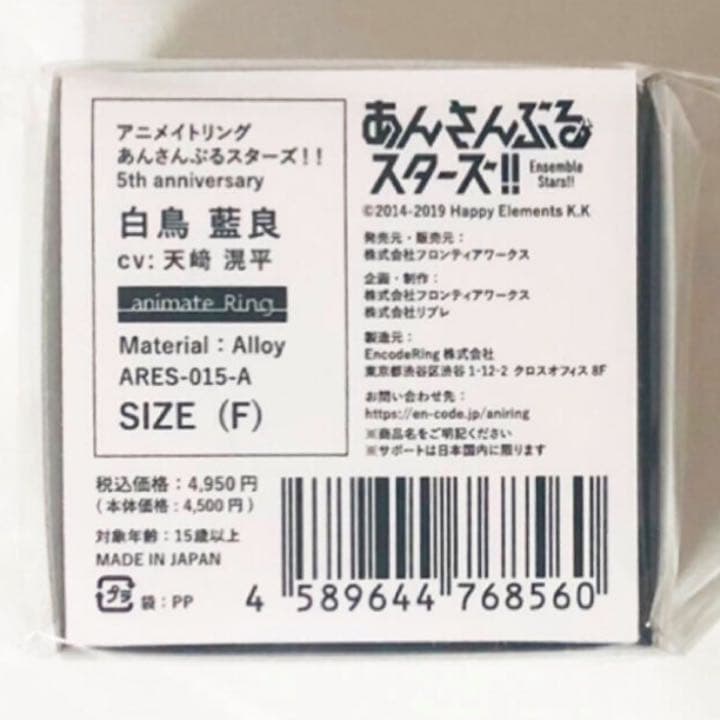 アニメイトリング
あんさんぶるスターズ！！
5th anniversary
白鳥 藍良
cv: 天﨑 滉平
animate Ring
Material：Alloy
ARES-015-A
SIZE（F）
あんさんぶる
スターズ!!
Ensemble
Stars!!
©2014-2019 Happy Elements K.K
発売元・販売元：
株式会社フロンティアワークス
企画・制作：
株式会社フロンティアワークス
株式会社リブレ
製造元：
EncodeRing 株式会社
東京都渋谷区渋谷 1-12-2 クロスオフィス 8F
お問い合わせ先：
https://en-code.jp/aniring
※商品名をご明記ください
※サポートは日本国内に限ります
税込価格：4,950円
（本体価格：4,500円）
対象年齢：15歳以上
MADE IN JAPAN
プラ 袋：PP
4 589644 768560